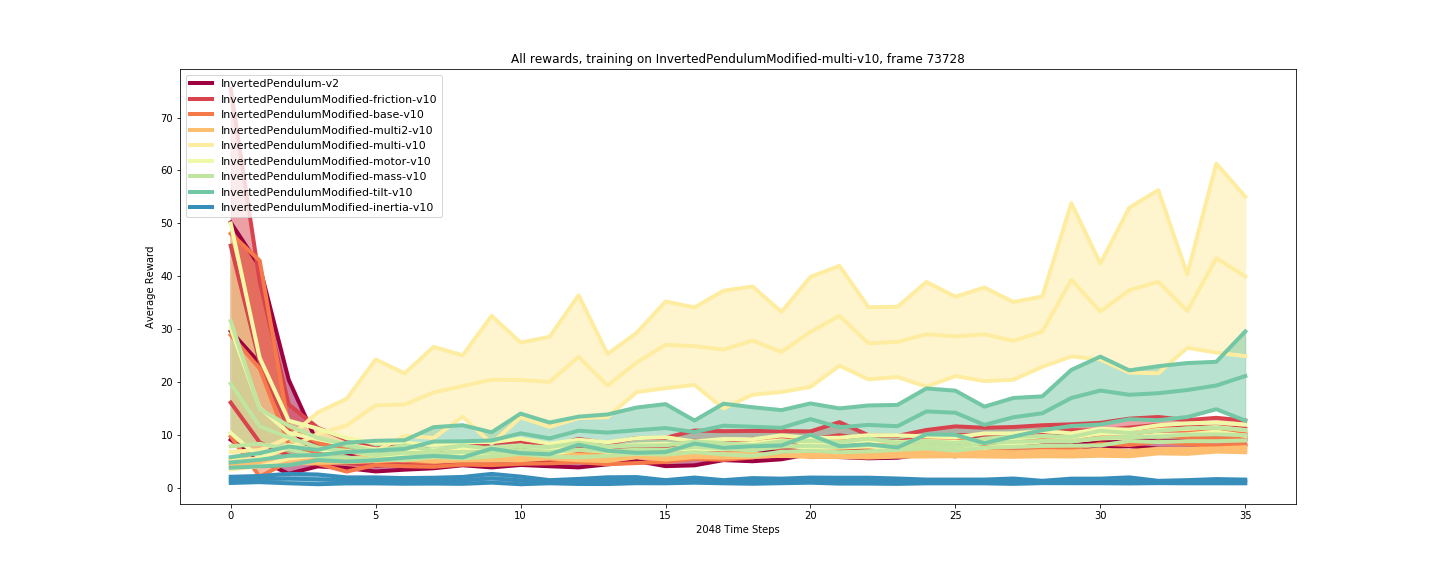 All rewards, training on InvertedPendulumModified-multi-v10, frame 73728
InvertedPendulum-v2
InvertedPendulumModified-friction-v10
InvertedPendulumModified-base-v10
InvertedPendulumModified-multi2-v10
InvertedPendulumModified-multi-v10
InvertedPendulumModified-motor-v10
InvertedPendulumModified-mass-v10
InvertedPendulumModified-tilt-v10
InvertedPendulumModified-inertia-v10
Average Reward
70
60
50
40
30
20
10
0
0 5 10 15 20 25 30 35
2048 Time Steps